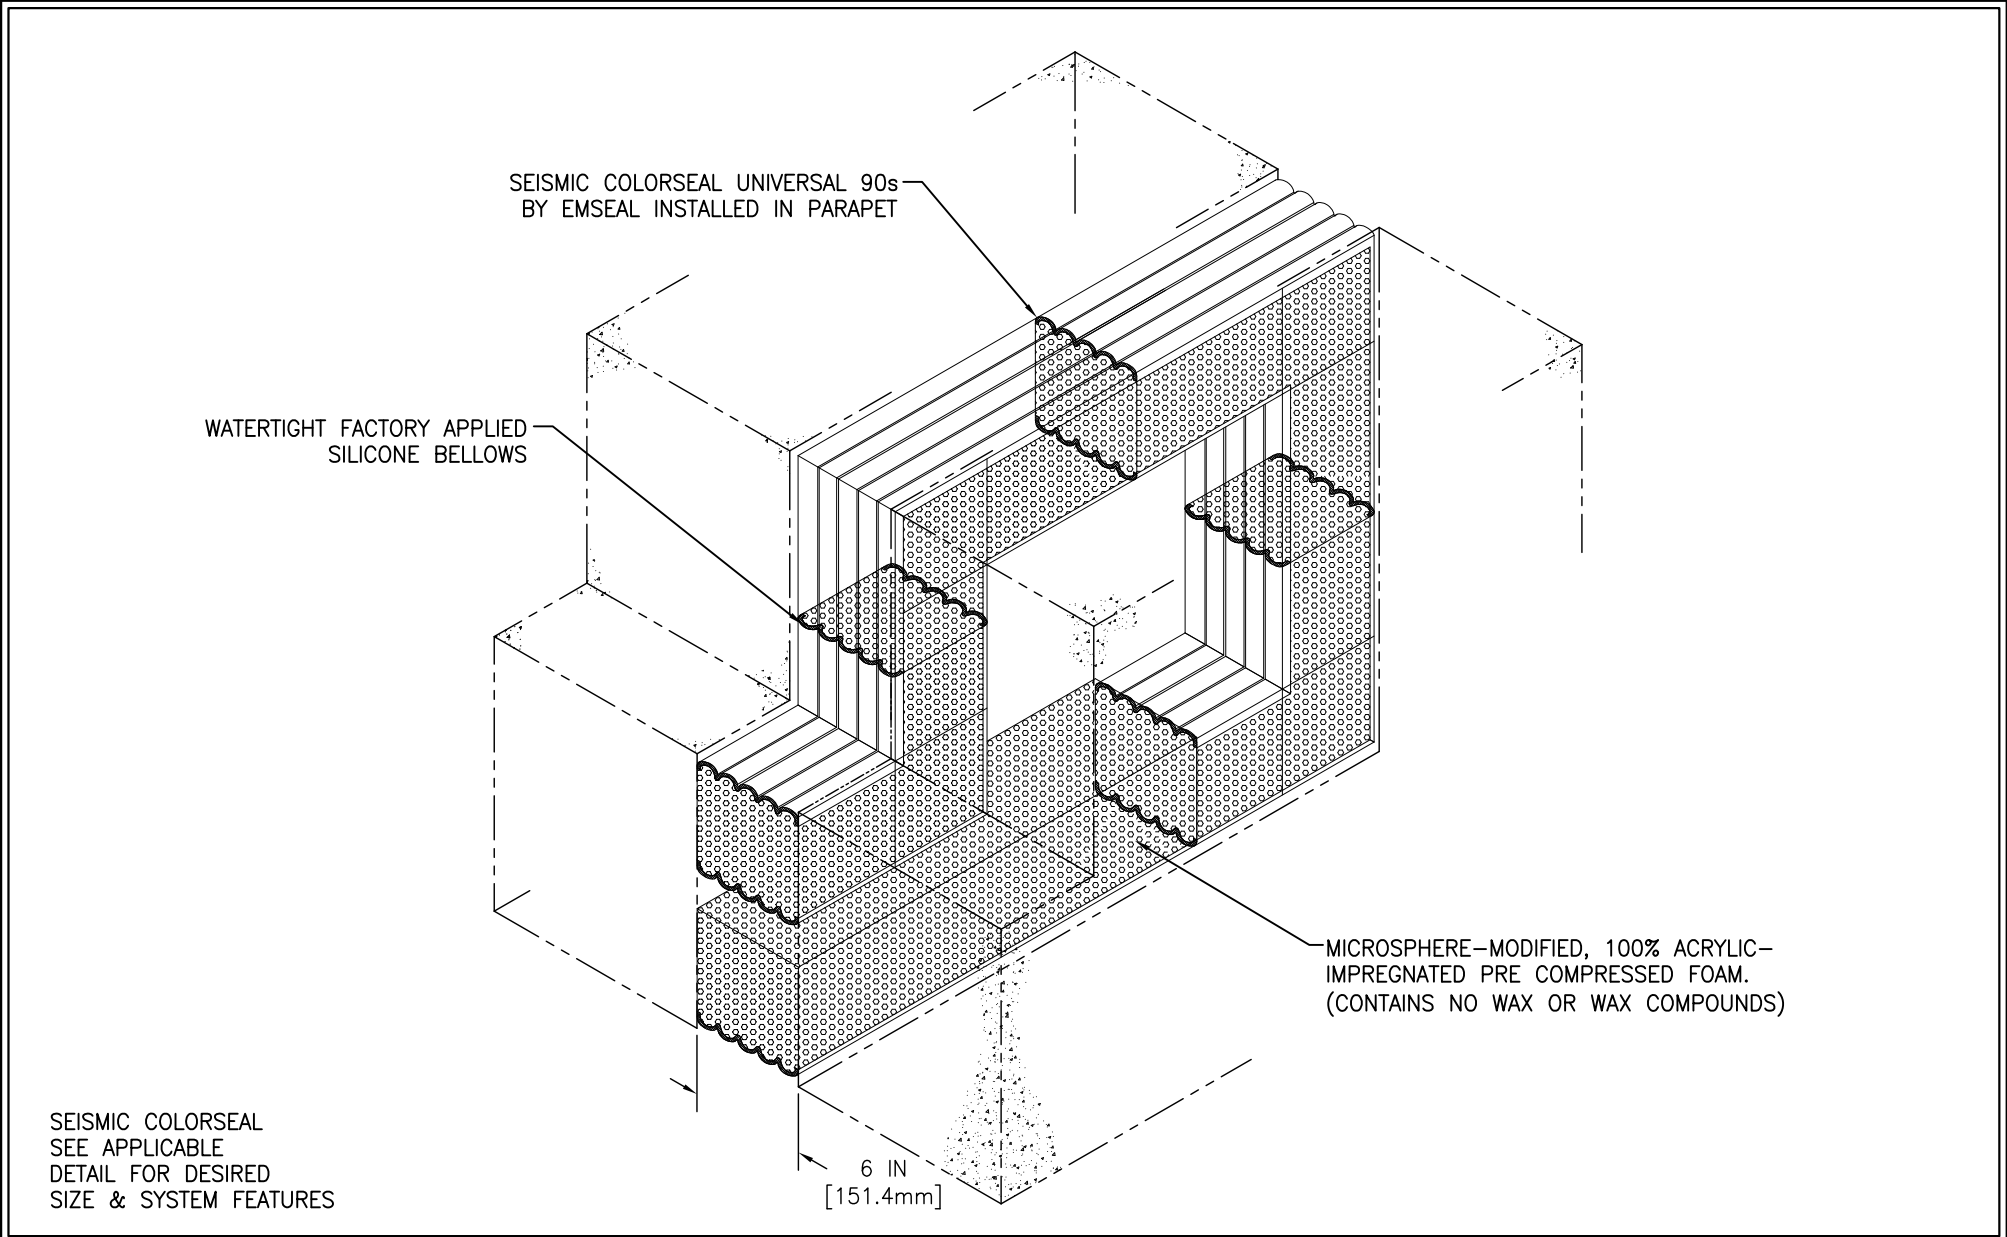 SEISMIC COLORSEAL UNIVERSAL 90s
BY EMSEAL INSTALLED IN PARAPET
WATERTIGHT FACTORY APPLIED
SILICONE BELLOWS
MICROSPHERE-MODIFIED, 100% ACRYLIC-
IMPREGNATED PRE COMPRESSED FOAM.
(CONTAINS NO WAX OR WAX COMPOUNDS)
SEISMIC COLORSEAL
SEE APPLICABLE
DETAIL FOR DESIRED
SIZE & SYSTEM FEATURES
6 IN
[151.4mm]